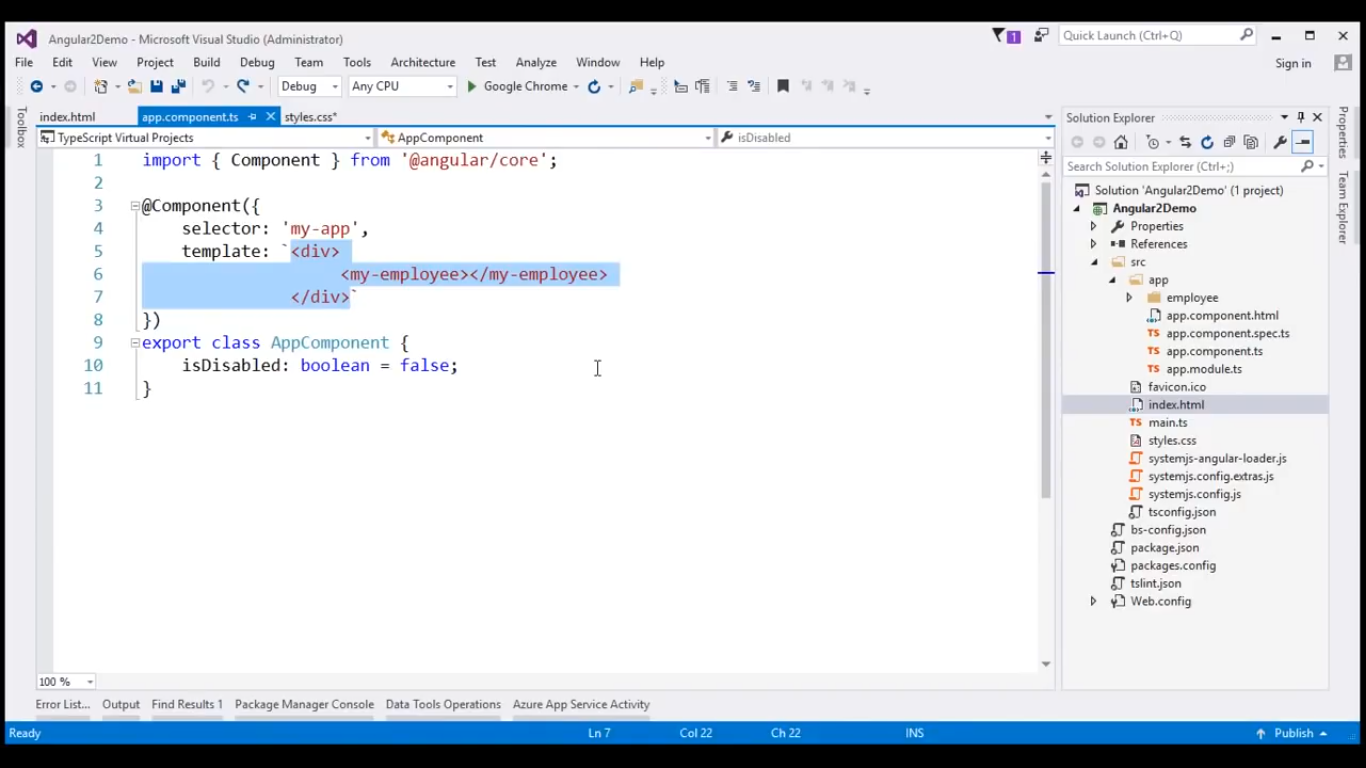 Angular2Demo - Microsoft Visual Studio (Administrator)
1
Quick Launch (Ctrl+Q)
File Edit View Project Build Debug Team Tools Architecture Test Analyze Window Help
Sign in
Debug Any CPU Google Chrome
Toolbox
index.html app.component.ts styles.css*
TypeScript Virtual Projects AppComponent isDisabled
1 import { Component } from '@angular/core';
2
3 @Component({
4 selector: 'my-app',
5 template: `<div>
6 <my-employee></my-employee>
7 </div>`
8 })
9 export class AppComponent {
10 isDisabled: boolean = false;
11 }
100 %
Solution Explorer
Search Solution Explorer (Ctrl+;)
Solution 'Angular2Demo' (1 project)
Angular2Demo
Properties
References
src
app
employee
app.component.html
TS app.component.spec.ts
TS app.component.ts
TS app.module.ts
favicon.ico
index.html
TS main.ts
styles.css
systemjs-angular-loader.js
systemjs.config.extras.js
systemjs.config.js
tsconfig.json
bs-config.json
package.json
packages.config
tslint.json
Web.config
Properties
Team Explorer
Error List... Output Find Results 1 Package Manager Console Data Tools Operations Azure App Service Activity
Ready Ln 7 Col 22 Ch 22 INS Publish